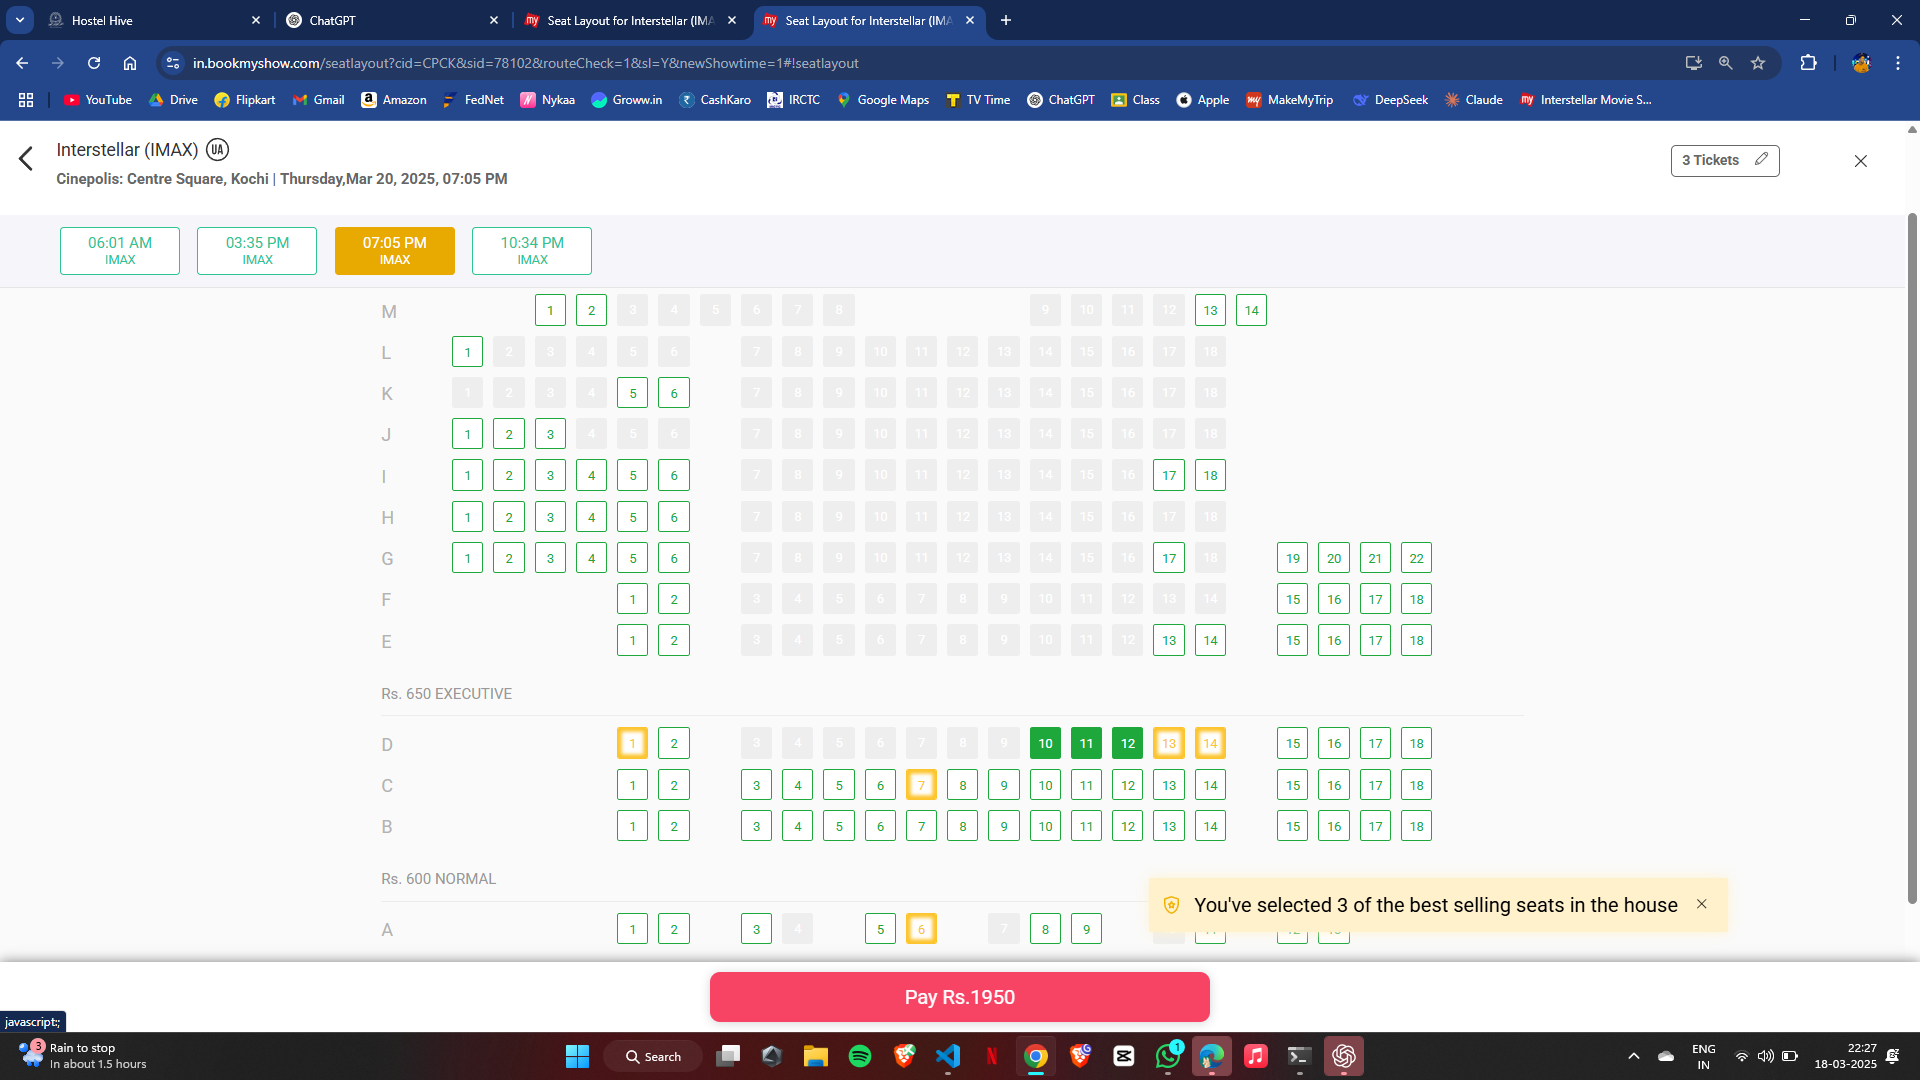 Hostel Hive
ChatGPT
Seat Layout for Interstellar (IMA
Seat Layout for Interstellar (IMA
in.bookmyshow.com/seatlayout?cid=CPCK&sid=78102&routeCheck=1&sl=Y&newShowtime=1#!seatlayout
YouTube Drive Flipkart Gmail Amazon FedNet Nykaa Groww.in CashKaro IRCTC Google Maps TV Time ChatGPT Class Apple MakeMyTrip DeepSeek Claude Interstellar Movie S...
Interstellar (IMAX) UA
Cinepolis: Centre Square, Kochi | Thursday,Mar 20, 2025, 07:05 PM
3 Tickets
06:01 AM 03:35 PM 07:05 PM 10:34 PM
IMAX IMAX IMAX IMAX
M 1 2 3 4 5 6 7 8 9 10 11 12 13 14
L 1 2 3 4 5 6 7 8 9 10 11 12 13 14 15 16 17 18
K 1 2 3 4 5 6 7 8 9 10 11 12 13 14 15 16 17 18
J 1 2 3 4 5 6 7 8 9 10 11 12 13 14 15 16 17 18
I 1 2 3 4 5 6 7 8 9 10 11 12 13 14 15 16 17 18
H 1 2 3 4 5 6 7 8 9 10 11 12 13 14 15 16 17 18
G 1 2 3 4 5 6 7 8 9 10 11 12 13 14 15 16 17 18 19 20 21 22
F 1 2 3 4 5 6 7 8 9 10 11 12 13 14 15 16 17 18
E 1 2 3 4 5 6 7 8 9 10 11 12 13 14 15 16 17 18
Rs. 650 EXECUTIVE
D 1 2 3 4 5 6 7 8 9 10 11 12 13 14 15 16 17 18
C 1 2 3 4 5 6 7 8 9 10 11 12 13 14 15 16 17 18
B 1 2 3 4 5 6 7 8 9 10 11 12 13 14 15 16 17 18
Rs. 600 NORMAL
You've selected 3 of the best selling seats in the house
A 1 2 3 4 5 6 7 8 9
Pay Rs.1950
javascript:;
3
Rain to stop
In about 1.5 hours
Search
1
ENG
IN
22:27
18-03-2025